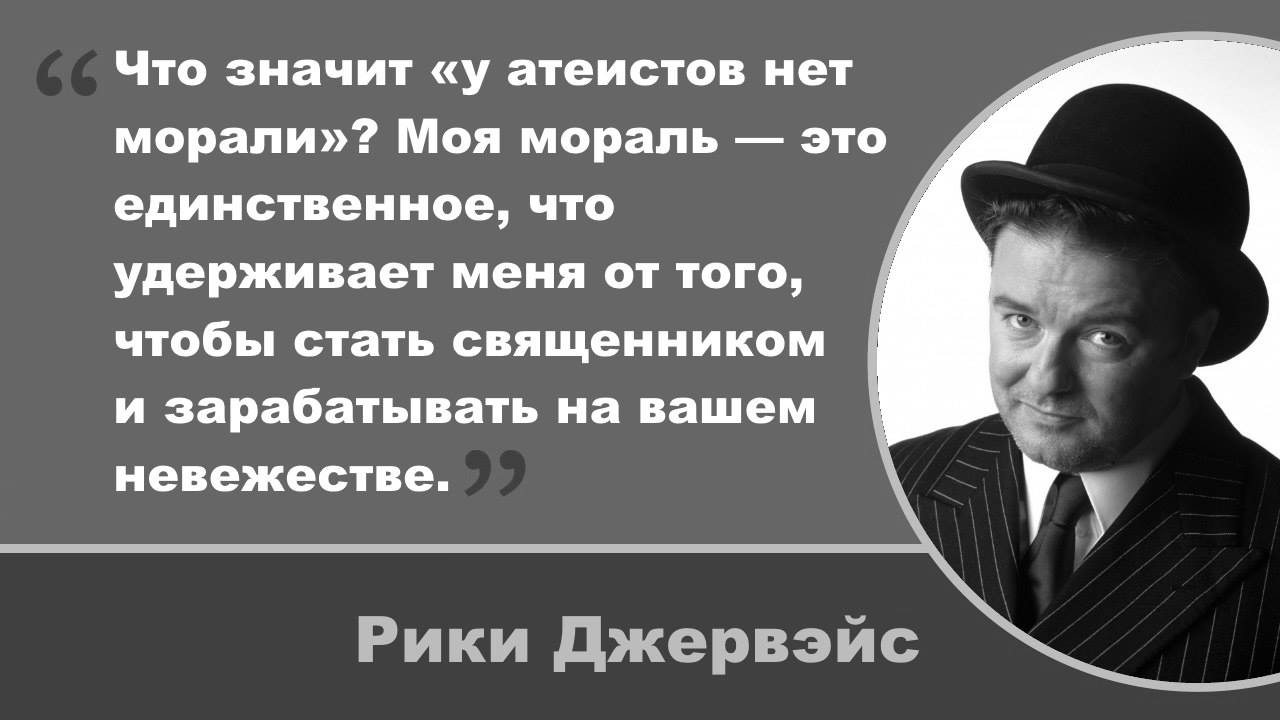 “ Что значит «у атеистов нет
морали»? Моя мораль — это
единственное, что
удерживает меня от того,
чтобы стать священником
и зарабатывать на вашем
невежестве. ”
Рики Джервэйс